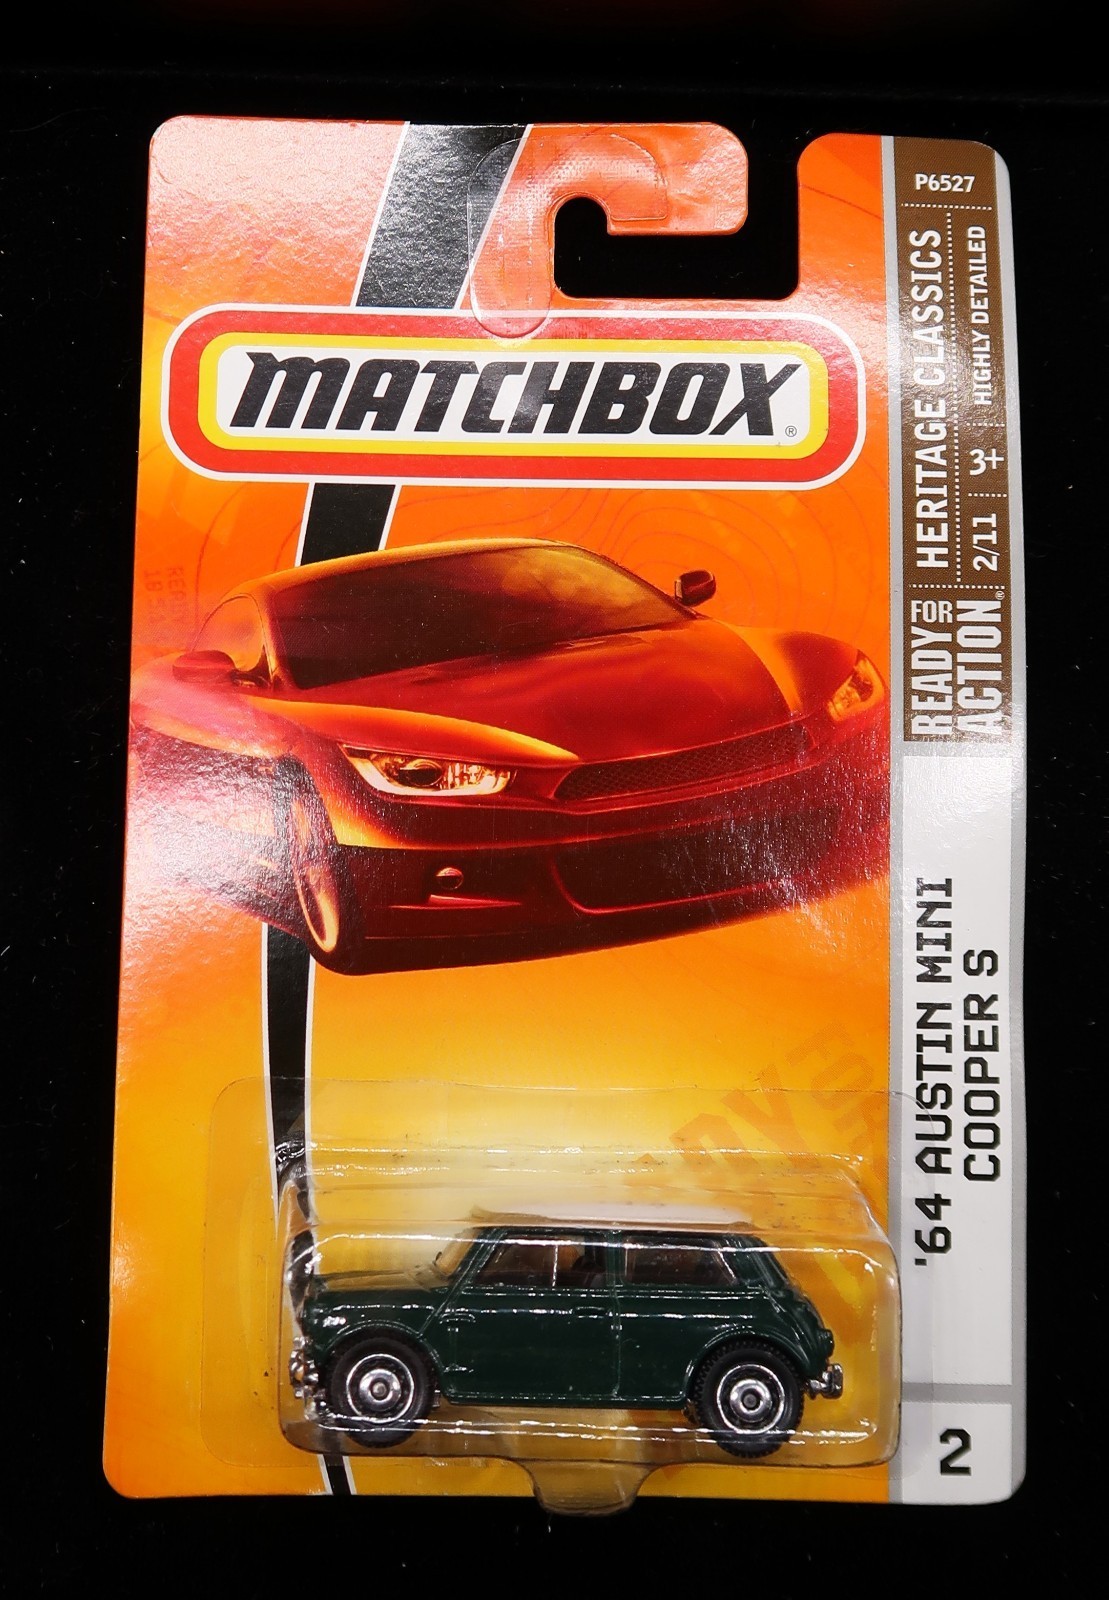 MATCHBOX®
P6527
HERITAGE CLASSICS
HIGHLY DETAILED
2/11
3+
READY FOR
ACTION®
'64 AUSTIN MINI
COOPER S
2